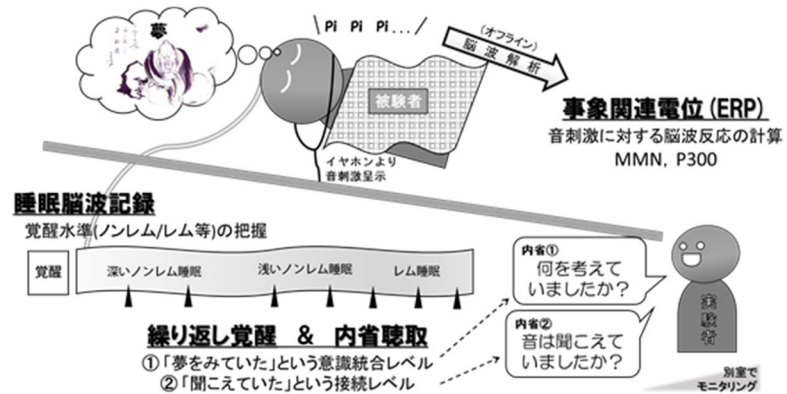 夢
Pi Pi Pi...
(オフライン)
脳波解析
被験者
事象関連電位(ERP)
音刺激に対する脳波反応の計算
MMN, P300
イヤホンより
音刺激呈示
睡眠脳波記録
覚醒水準(ノンレム/レム等)の把握
覚醒
深いノンレム睡眠
浅いノンレム睡眠
レム睡眠
内省①
何を考えて
いましたか？
内省②
音は聞こえて
いましたか？
実験者
繰り返し覚醒 & 内省聴取
①「夢をみていた」という意識統合レベル
②「聞こえていた」という接続レベル
別室で
モニタリング